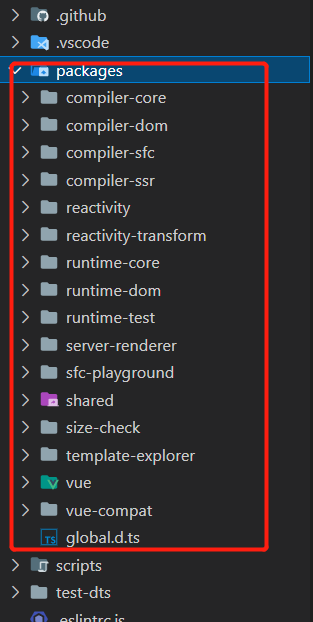 .github
.vscode
packages
compiler-core
compiler-dom
compiler-sfc
compiler-ssr
reactivity
reactivity-transform
runtime-core
runtime-dom
runtime-test
server-renderer
sfc-playground
shared
size-check
template-explorer
vue
vue-compat
TS global.d.ts
scripts
test-dts
.eslintrc.js